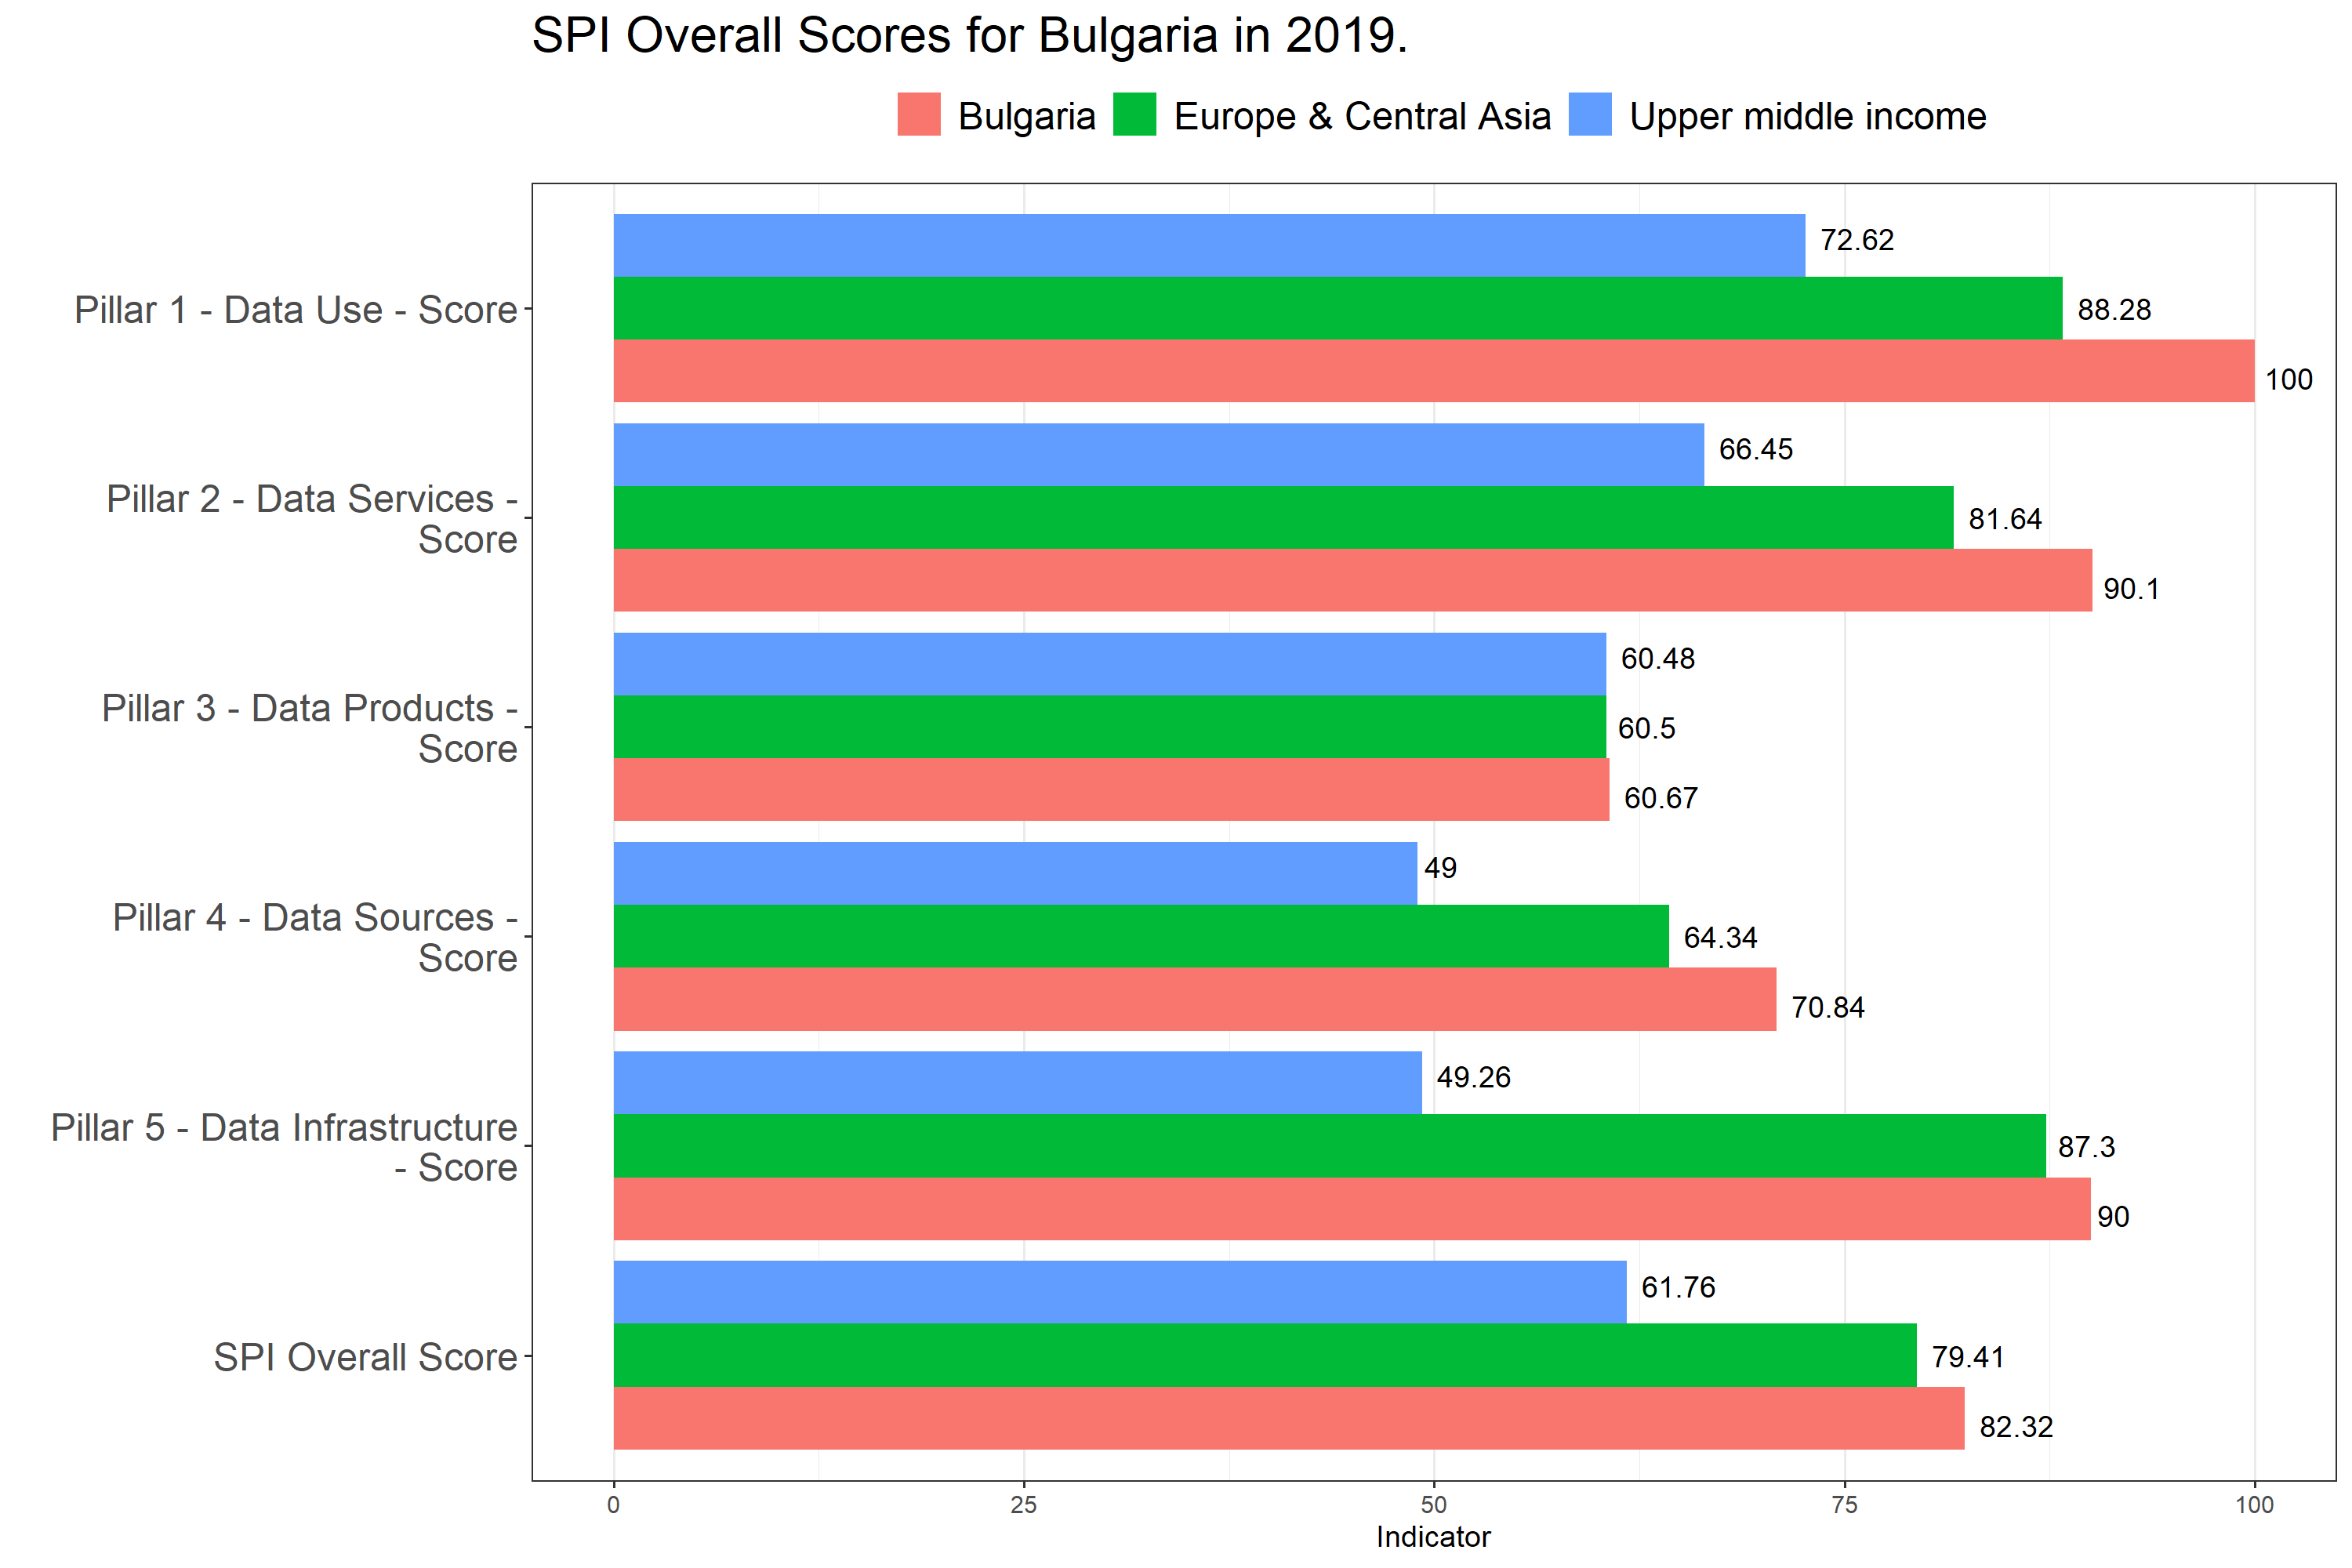 SPI Overall Scores for Bulgaria in 2019.
Bulgaria Europe & Central Asia Upper middle income
Pillar 1 - Data Use - Score
72.62
88.28
100
Pillar 2 - Data Services -
Score
66.45
81.64
90.1
Pillar 3 - Data Products -
Score
60.48
60.5
60.67
Pillar 4 - Data Sources -
Score
49
64.34
70.84
Pillar 5 - Data Infrastructure
- Score
49.26
87.3
90
SPI Overall Score
61.76
79.41
82.32
0 25 50 75 100
Indicator